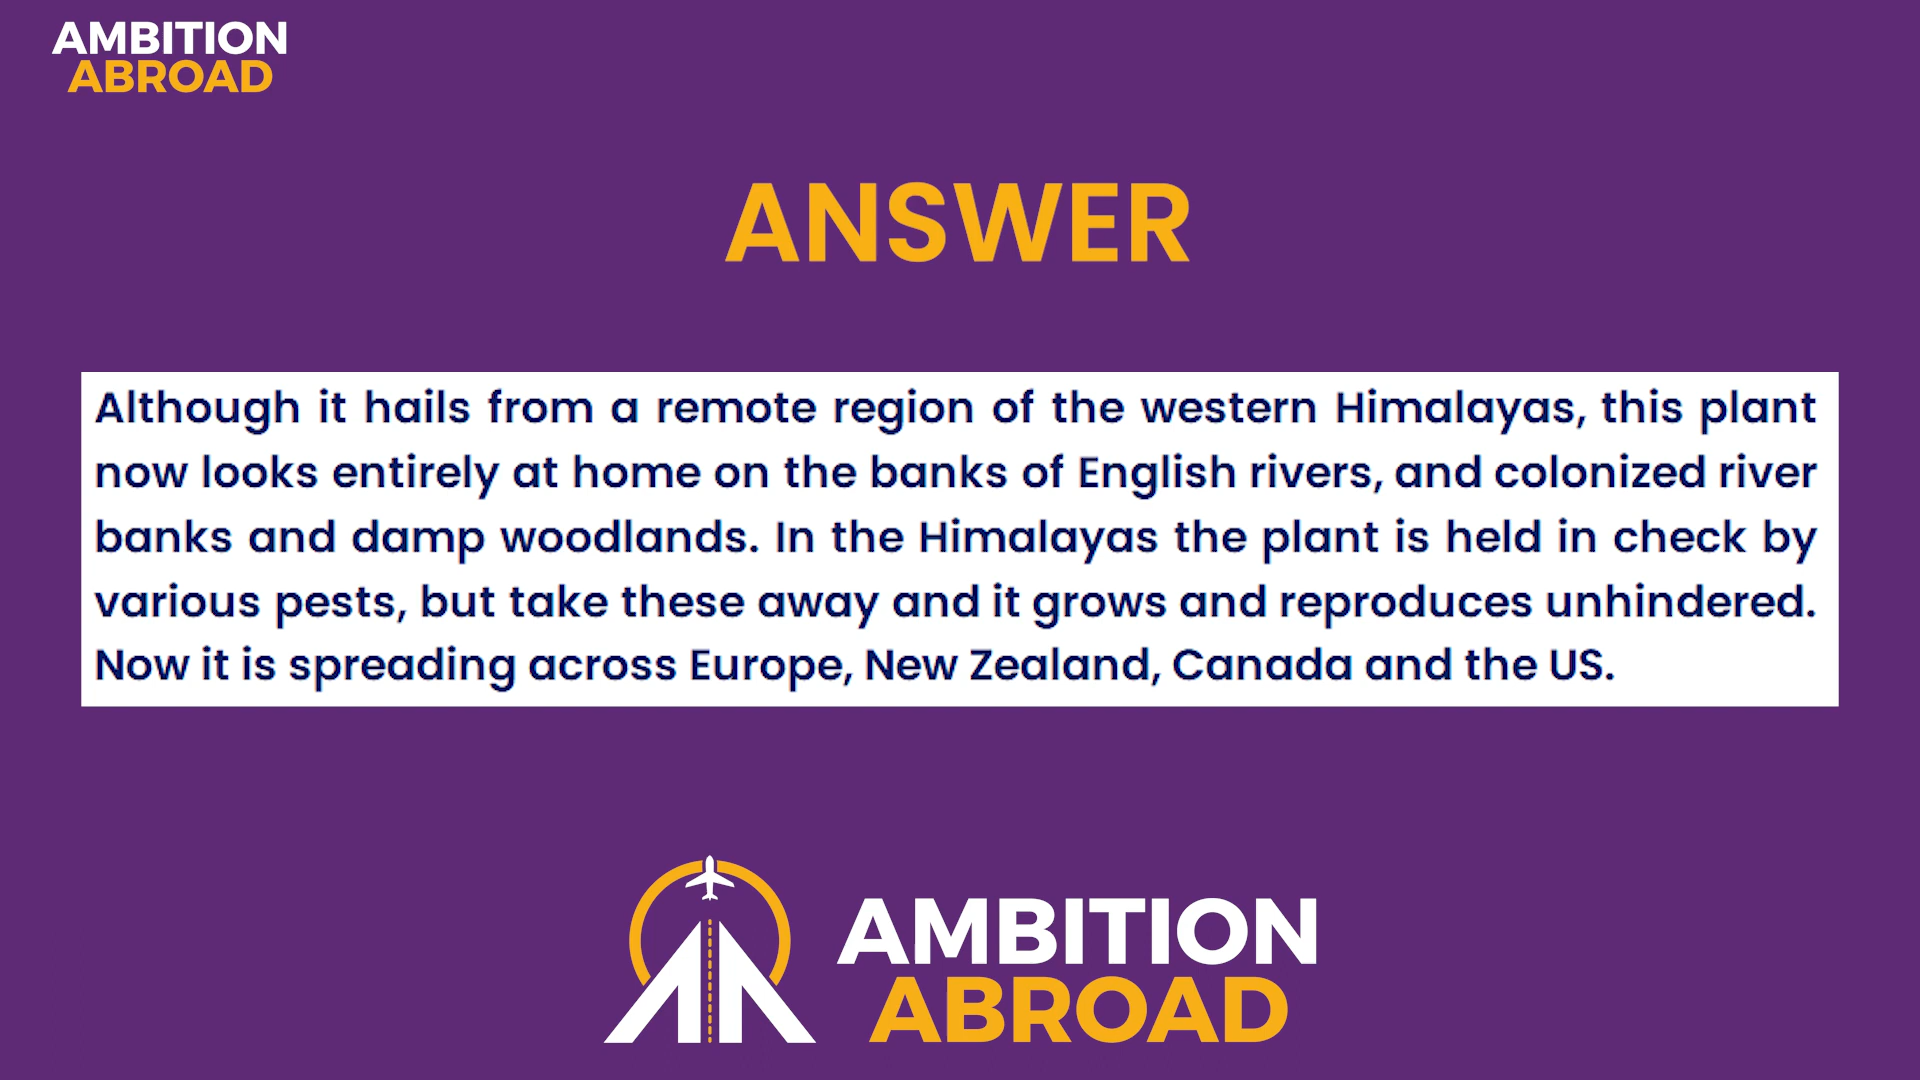 AMBITION
ABROAD
ANSWER
Although it hails from a remote region of the western Himalayas, this plant
now looks entirely at home on the banks of English rivers, and colonized river
banks and damp woodlands. In the Himalayas the plant is held in check by
various pests, but take these away and it grows and reproduces unhindered.
Now it is spreading across Europe, New Zealand, Canada and the US.
AMBITION
ABROAD